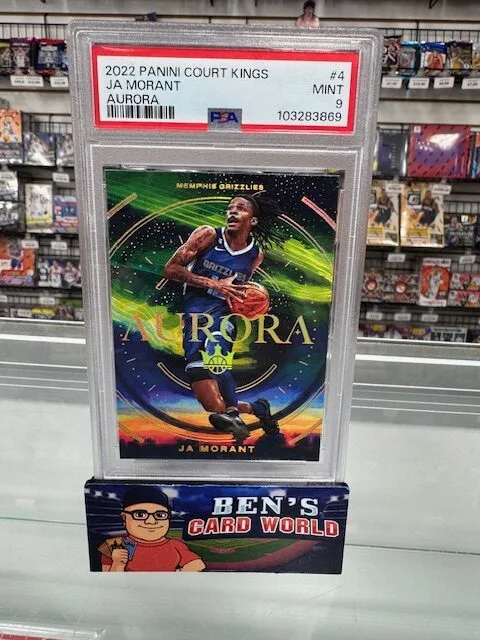 2022 PANINI COURT KINGS #4
JA MORANT MINT
AURORA 9
PSA 103283869
MEMPHIS GRIZZLIES
GRIZZLIES
AURORA
JA MORANT
BEN'S
CARD WORLD